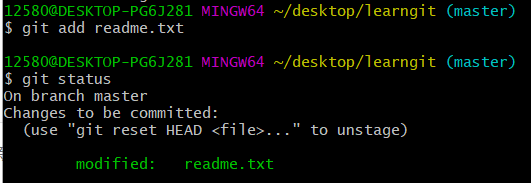 12580@DESKTOP-PG6J281 MINGW64 ~/desktop/learngit (master)
$ git add readme.txt
12580@DESKTOP-PG6J281 MINGW64 ~/desktop/learngit (master)
$ git status
On branch master
Changes to be committed:
(use "git reset HEAD <file>..." to unstage)
modified: readme.txt